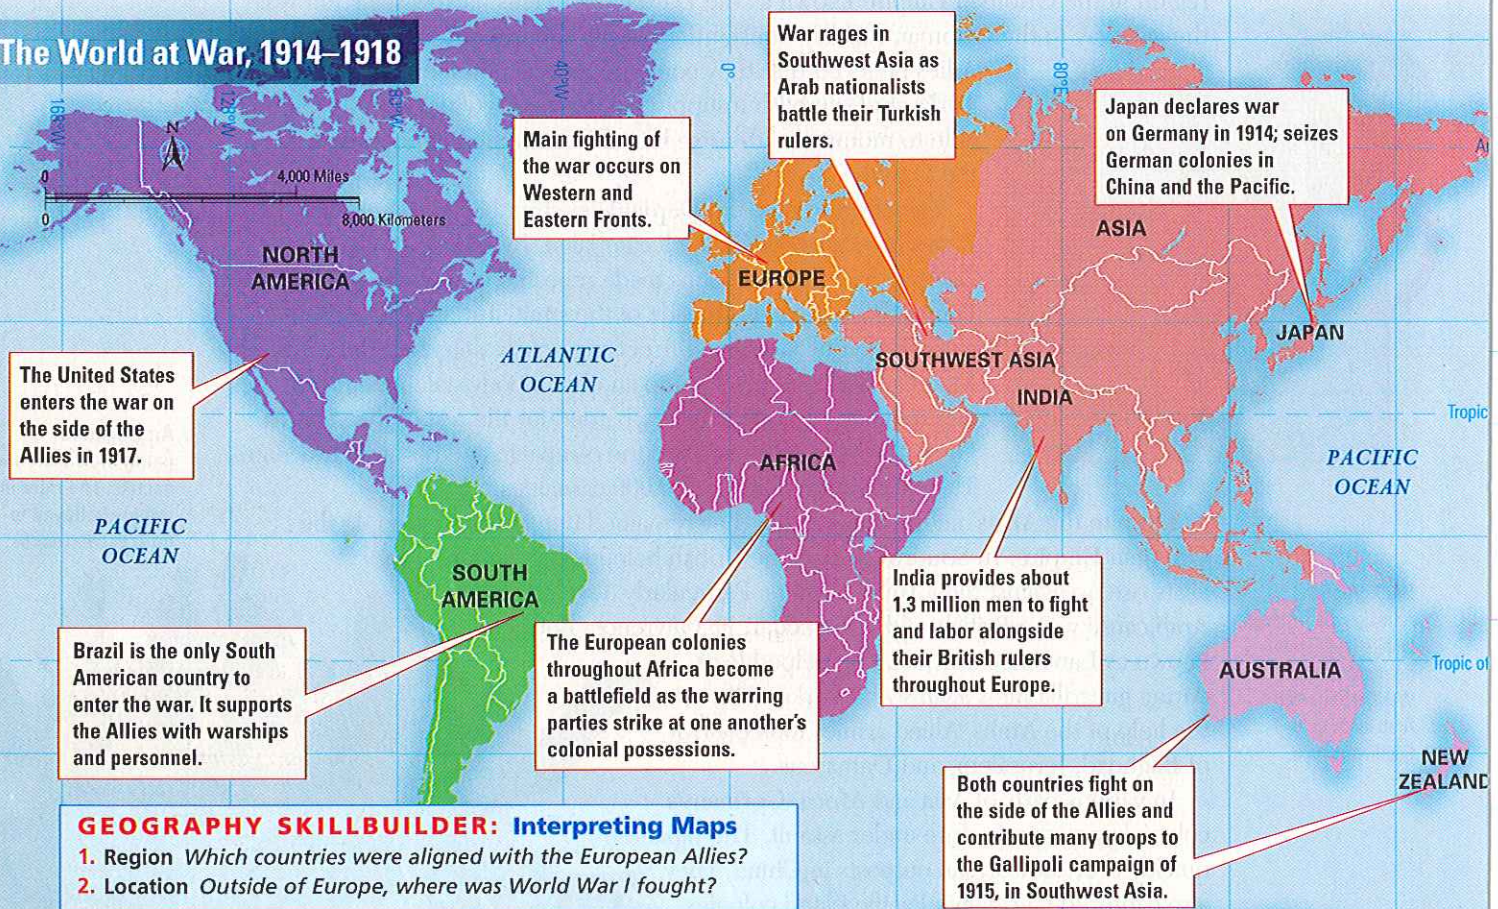 The World at War, 1914–1918
168°W
128°W
40°W
0°
80°E
N
0
4,000 Miles
0
8,000 Kilometers
War rages in
Southwest Asia as
Arab nationalists
battle their Turkish
rulers.
Main fighting of
the war occurs on
Western and
Eastern Fronts.
Japan declares war
on Germany in 1914; seizes
German colonies in
China and the Pacific.
NORTH
AMERICA
EUROPE
ASIA
JAPAN
SOUTHWEST ASIA
INDIA
ATLANTIC
OCEAN
The United States
enters the war on
the side of the
Allies in 1917.
Tropic
AFRICA
PACIFIC
OCEAN
PACIFIC
OCEAN
SOUTH
AMERICA
India provides about
1.3 million men to fight
and labor alongside
their British rulers
throughout Europe.
Brazil is the only South
American country to
enter the war. It supports
the Allies with warships
and personnel.
The European colonies
throughout Africa become
a battlefield as the warring
parties strike at one another's
colonial possessions.
AUSTRALIA
Tropic of
NEW
ZEALAND
Both countries fight on
the side of the Allies and
contribute many troops to
the Gallipoli campaign of
1915, in Southwest Asia.
GEOGRAPHY SKILLBUILDER: Interpreting Maps
1. Region Which countries were aligned with the European Allies?
2. Location Outside of Europe, where was World War I fought?